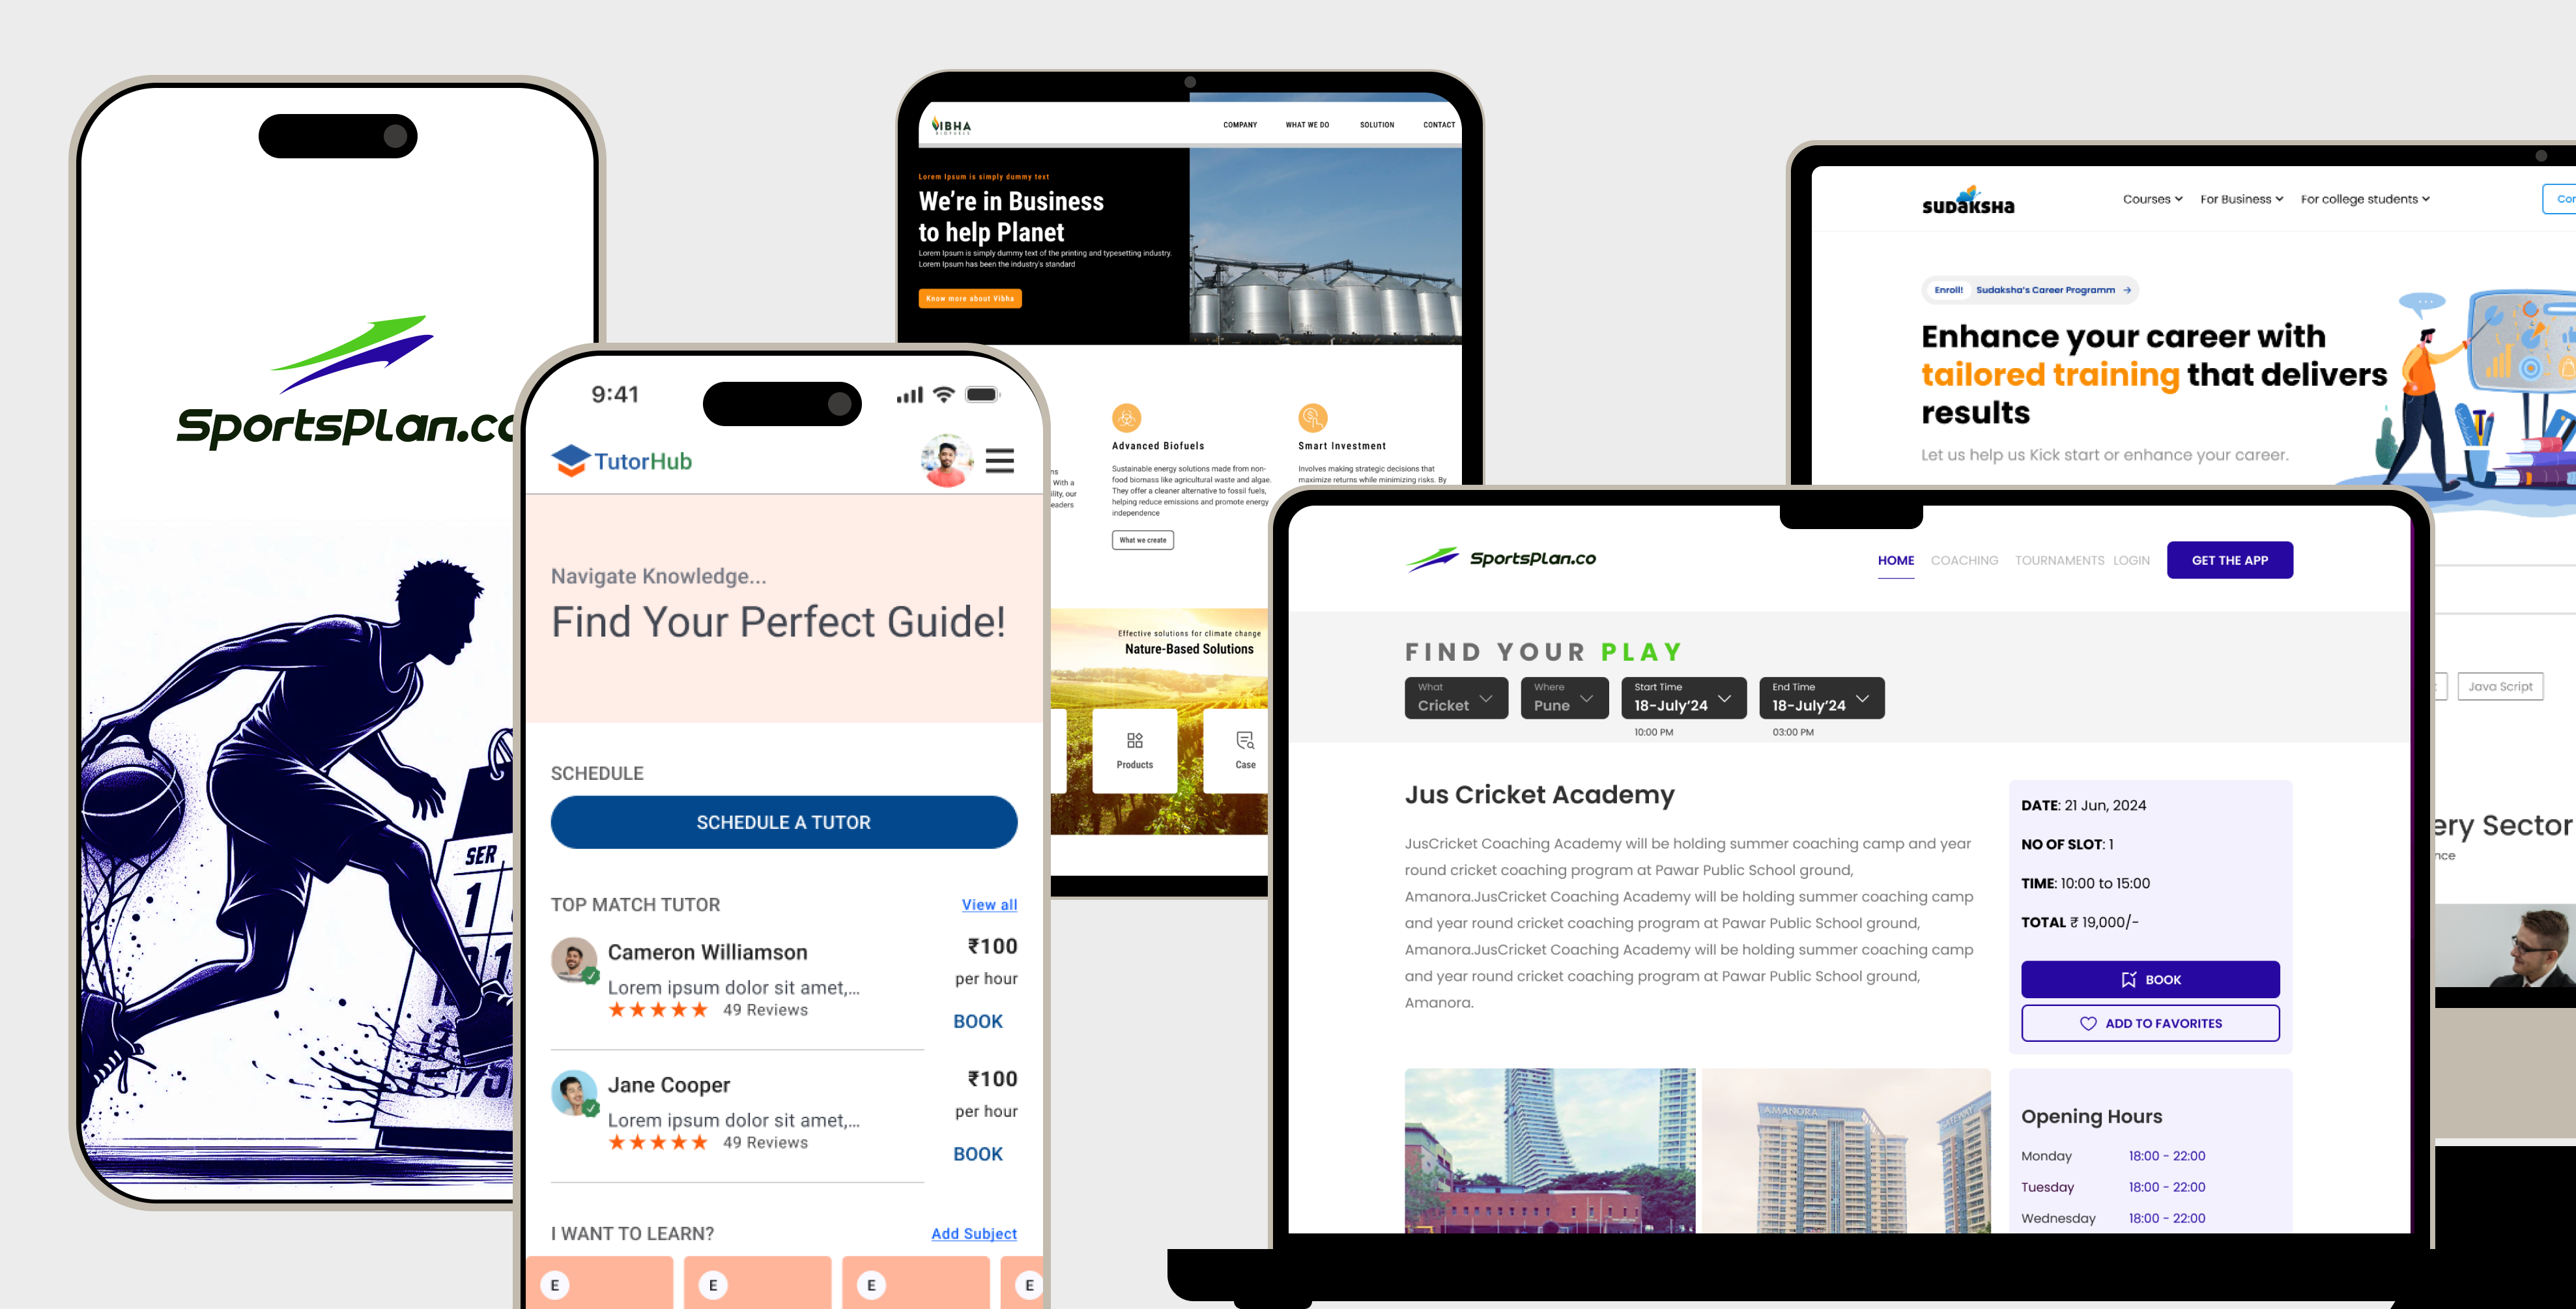 SportsPlan.co
SER
1
9:41
TutorHub
Navigate Knowledge...
Find Your Perfect Guide!
SCHEDULE
SCHEDULE A TUTOR
TOP MATCH TUTOR
View all
Cameron Williamson
₹100
Lorem ipsum dolor sit amet,...
per hour
49 Reviews
BOOK
Jane Cooper
₹100
Lorem ipsum dolor sit amet,...
per hour
49 Reviews
BOOK
I WANT TO LEARN?
Add Subject
E E E E
VIBHA
BIOFUELS
COMPANY WHAT WE DO SOLUTION CONTACT
Lorem Ipsum is simply dummy text
We’re in Business
to help Planet
Lorem Ipsum is simply dummy text of the printing and typesetting industry.
Lorem Ipsum has been the industry's standard
Know more about Vibha
With a
our
Advanced Biofuels
Sustainable energy solutions made from non-
food biomass like agricultural waste and algae.
They offer a cleaner alternative to fossil fuels,
helping reduce emissions and promote energy
independence
What we create
Smart Investment
Involves making strategic decisions that
maximize returns while minimizing risks. By
Effective solutions for climate change
Nature-Based Solutions
Products
Case
SUDAKSHA
Courses For Business For college students
Enroll! Sudaksha's Career Programm
Enhance your career with
tailored training that delivers
results
Let us help us Kick start or enhance your career.
Java Script
ery Sector
nce
SportsPlan.co
HOME COACHING TOURNAMENTS LOGIN GET THE APP
FIND YOUR PLAY
What
Cricket
Where
Pune
Start Time
18-July’24
10:00 PM
End Time
18-July’24
03:00 PM
Jus Cricket Academy
JusCricket Coaching Academy will be holding summer coaching camp and year
round cricket coaching program at Pawar Public School ground,
Amanora.JusCricket Coaching Academy will be holding summer coaching camp
and year round cricket coaching program at Pawar Public School ground,
Amanora.JusCricket Coaching Academy will be holding summer coaching camp
and year round cricket coaching program at Pawar Public School ground,
Amanora.
DATE: 21 Jun, 2024
NO OF SLOT: 1
TIME: 10:00 to 15:00
TOTAL ₹ 19,000/-
BOOK
ADD TO FAVORITES
AMANORA
Opening Hours
Monday 18:00 - 22:00
Tuesday 18:00 - 22:00
Wednesday 18:00 - 22:00